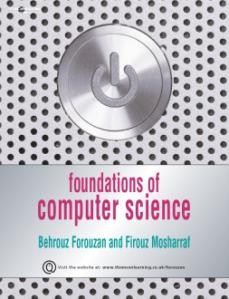 foundations of
computer science
Behrouz Forouzan and Firouz Mosharraf
Visit the website at: www.thomsonlearning.co.uk/forouzan